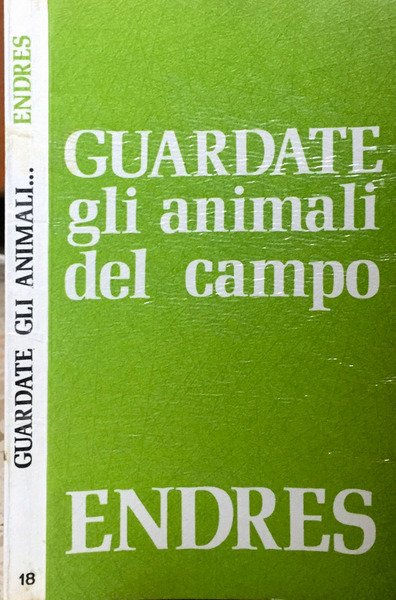 GUARDATE
gli animali
del campo
ENDRES
GUARDATE GLI ANIMALI... ENDRES
18